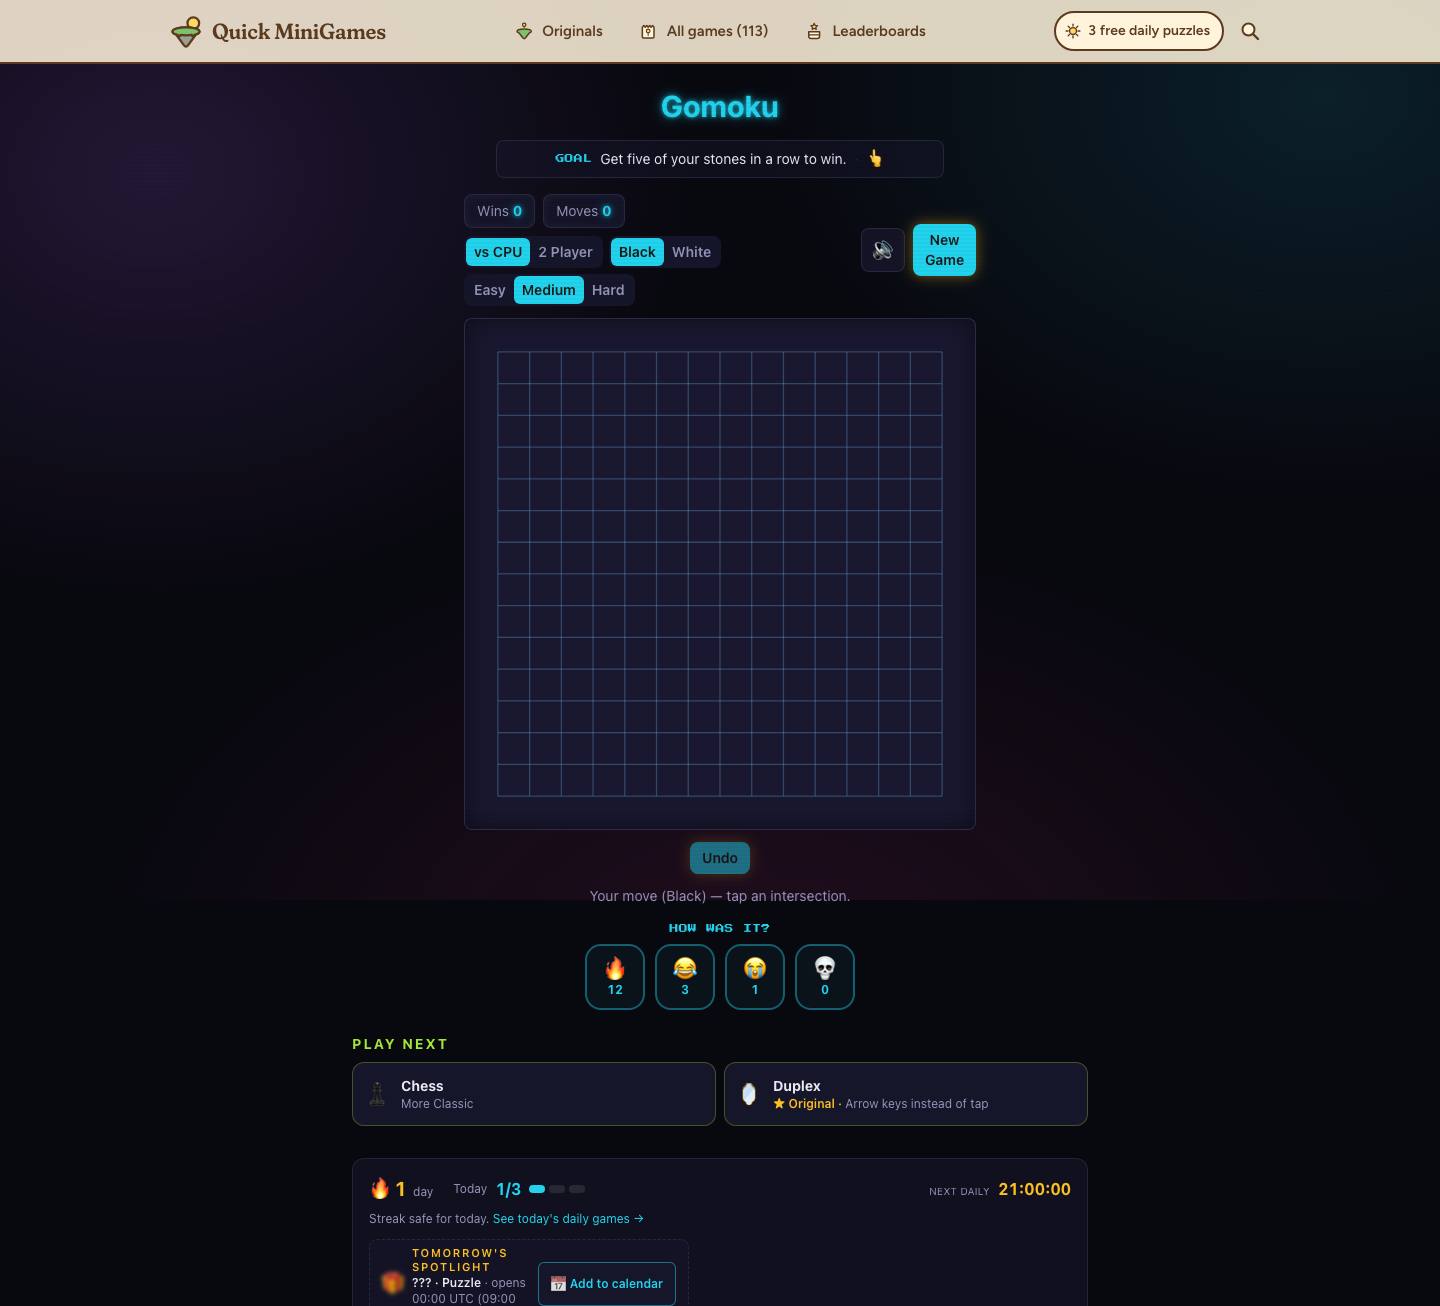 Quick MiniGames
Originals
All games (113)
Leaderboards
3 free daily puzzles
Gomoku
GOAL Get five of your stones in a row to win.
Wins 0
Moves 0
vs CPU
2 Player
Black
White
Easy
Medium
Hard
New
Game
Undo
Your move (Black) — tap an intersection.
HOW WAS IT?
12
3
1
0
PLAY NEXT
Chess
More Classic
Duplex
Original · Arrow keys instead of tap
1 day
Today 1/3
NEXT DAILY 21:00:00
Streak safe for today. See today's daily games →
TOMORROW'S
SPOTLIGHT
??? · Puzzle · opens
00:00 UTC (09:00
Add to calendar